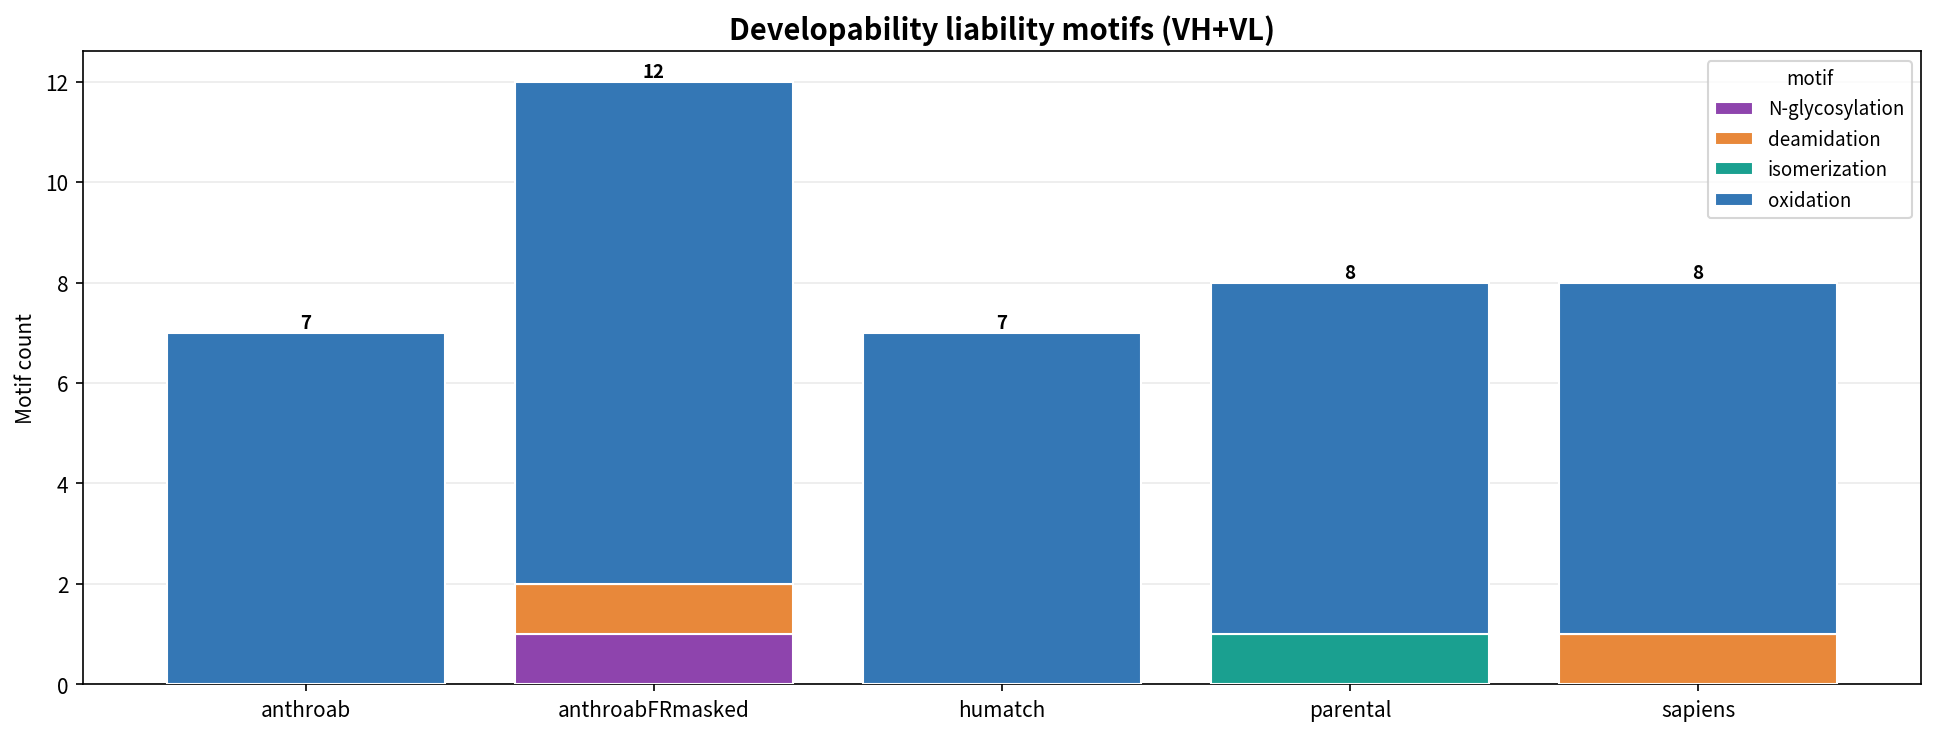 Developability liability motifs (VH+VL)
Motif count
12
10
8
6
4
2
0
7
12
7
8
8
motif
N-glycosylation
deamidation
isomerization
oxidation
anthroab
anthroabFRmasked
humatch
parental
sapiens